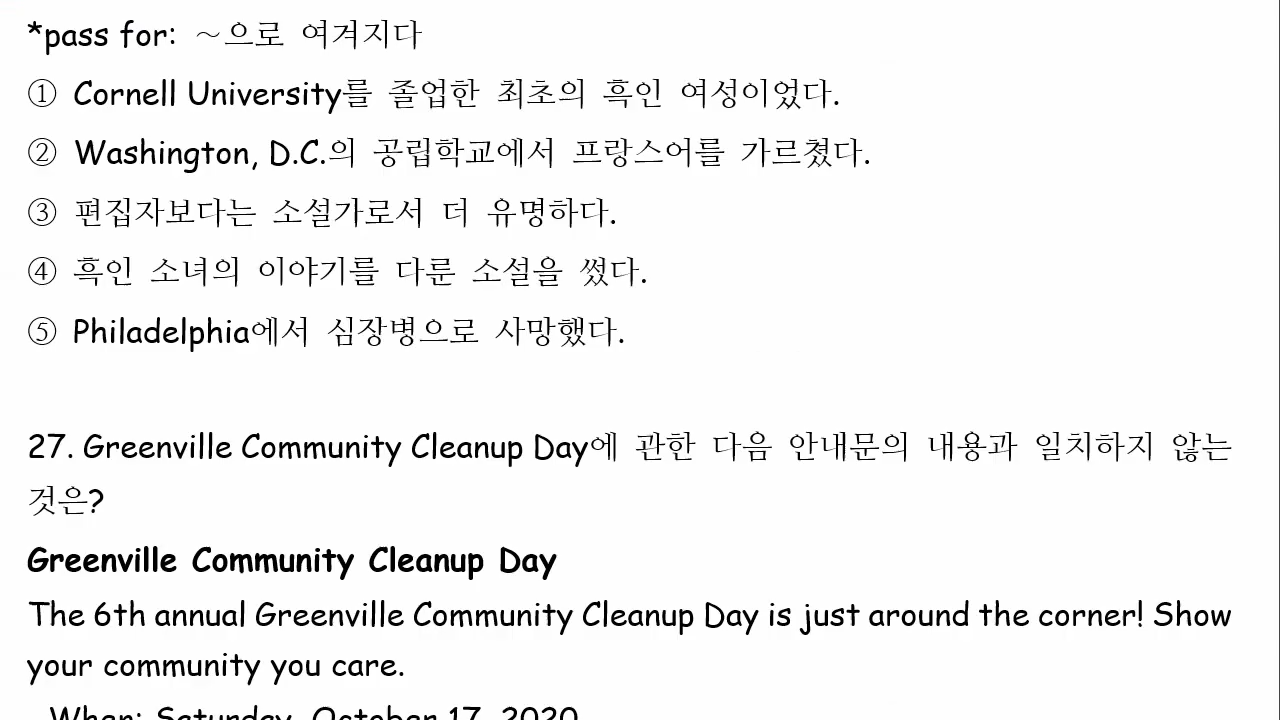 *pass for: ～으로 여겨지다
① Cornell University를 졸업한 최초의 흑인 여성이었다.
② Washington, D.C.의 공립학교에서 프랑스어를 가르쳤다.
③ 편집자보다는 소설가로서 더 유명하다.
④ 흑인 소녀의 이야기를 다룬 소설을 썼다.
⑤ Philadelphia에서 심장병으로 사망했다.
27. Greenville Community Cleanup Day에 관한 다음 안내문의 내용과 일치하지 않는
것은?
Greenville Community Cleanup Day
The 6th annual Greenville Community Cleanup Day is just around the corner! Show
your community you care.
When: Saturday, October 17, 2020